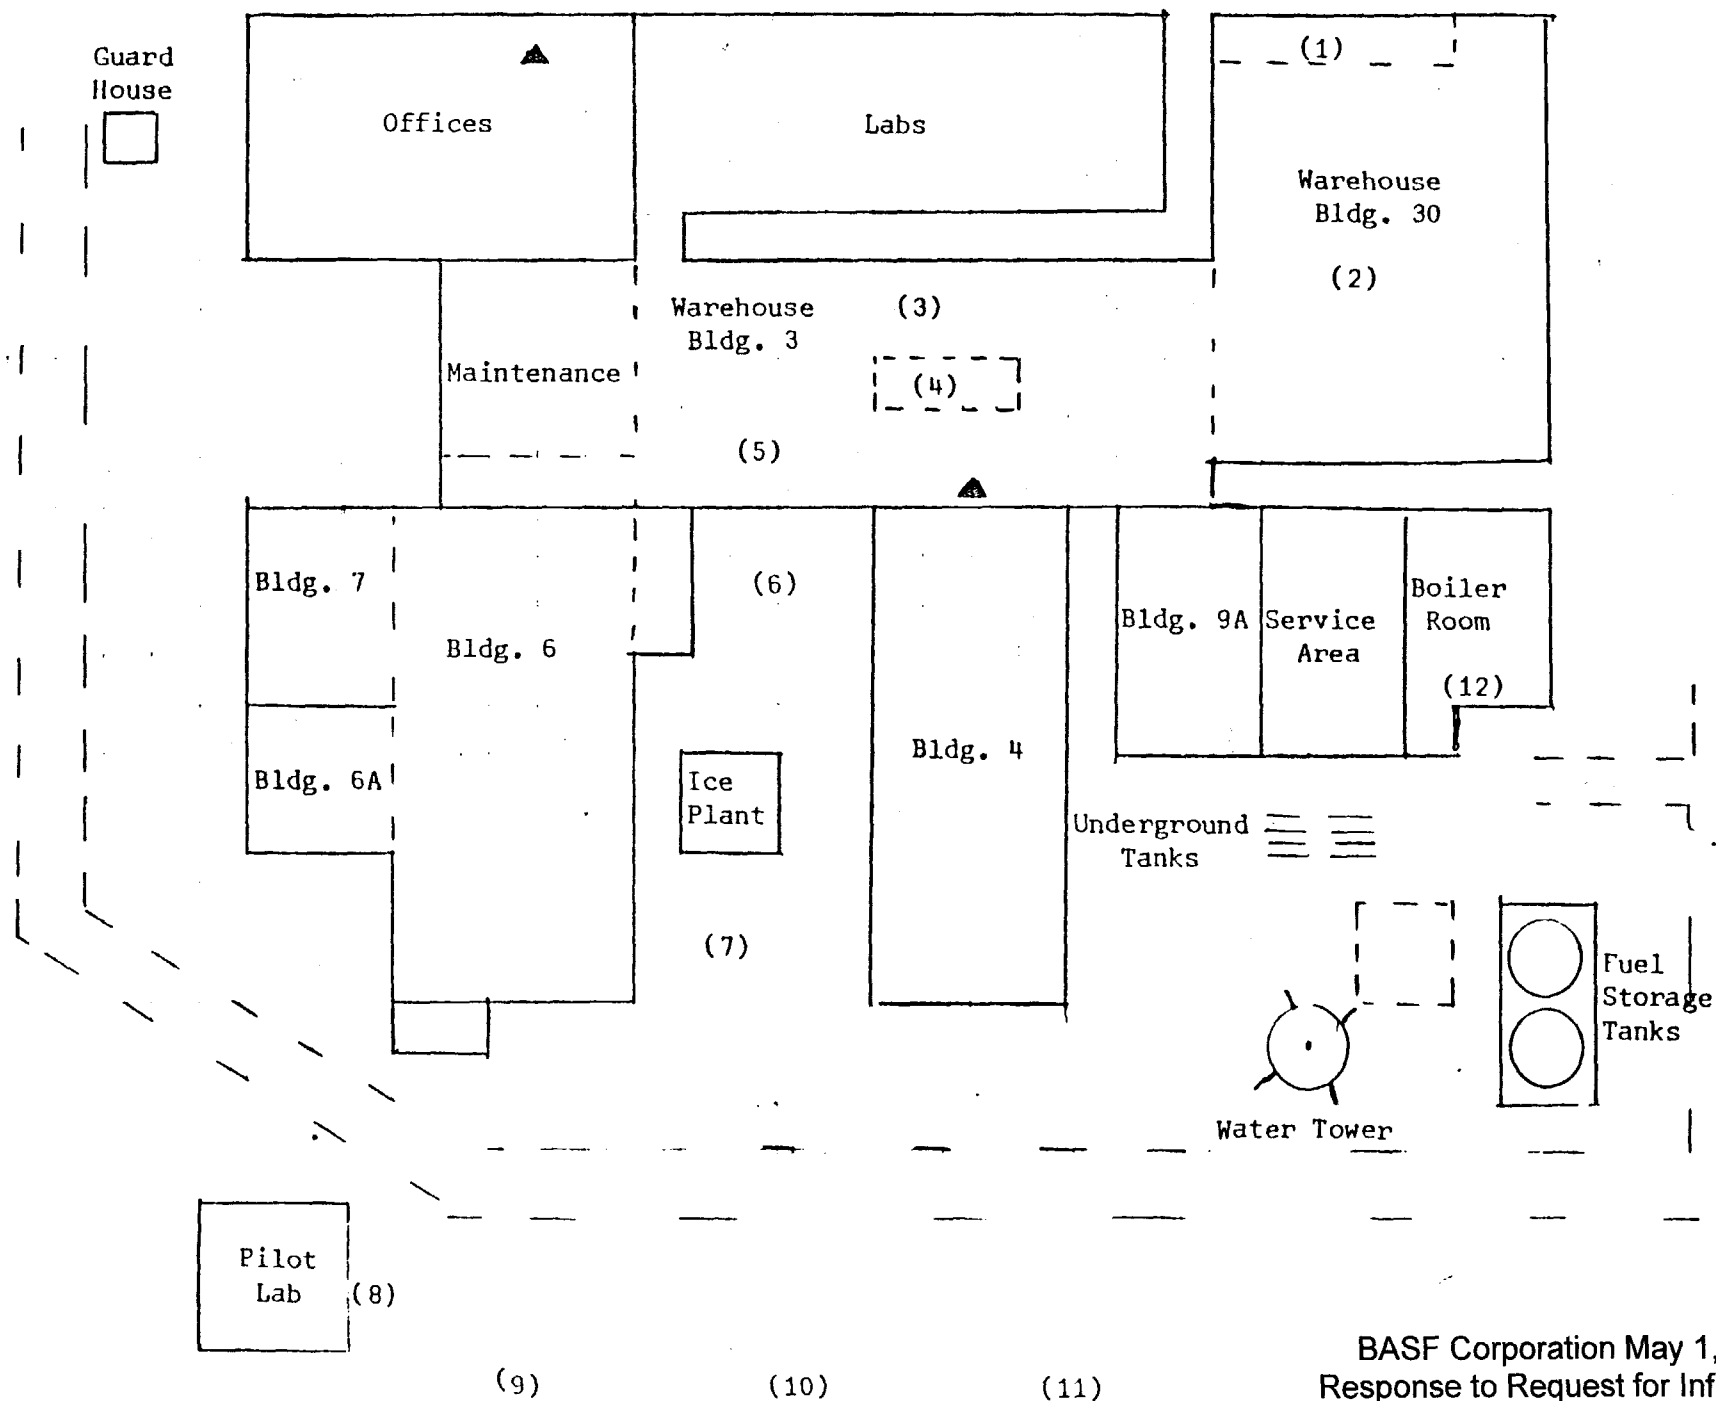 Guard
House
(1)
Offices
Labs
Warehouse
Bldg. 30
(2)
Warehouse
Bldg. 3
(3)
Maintenance
(4)
(5)
Bldg. 7
(6)
Boiler
Room
Bldg. 9A
Service
Area
Bldg. 6
(12)
Bldg. 4
Bldg. 6A
Ice
Plant
Underground
Tanks
(7)
Fuel
Storage
Tanks
Water Tower
Pilot
Lab
(8)
(9)
(10)
(11)
BASF Corporation May 1,
Response to Request for Inf